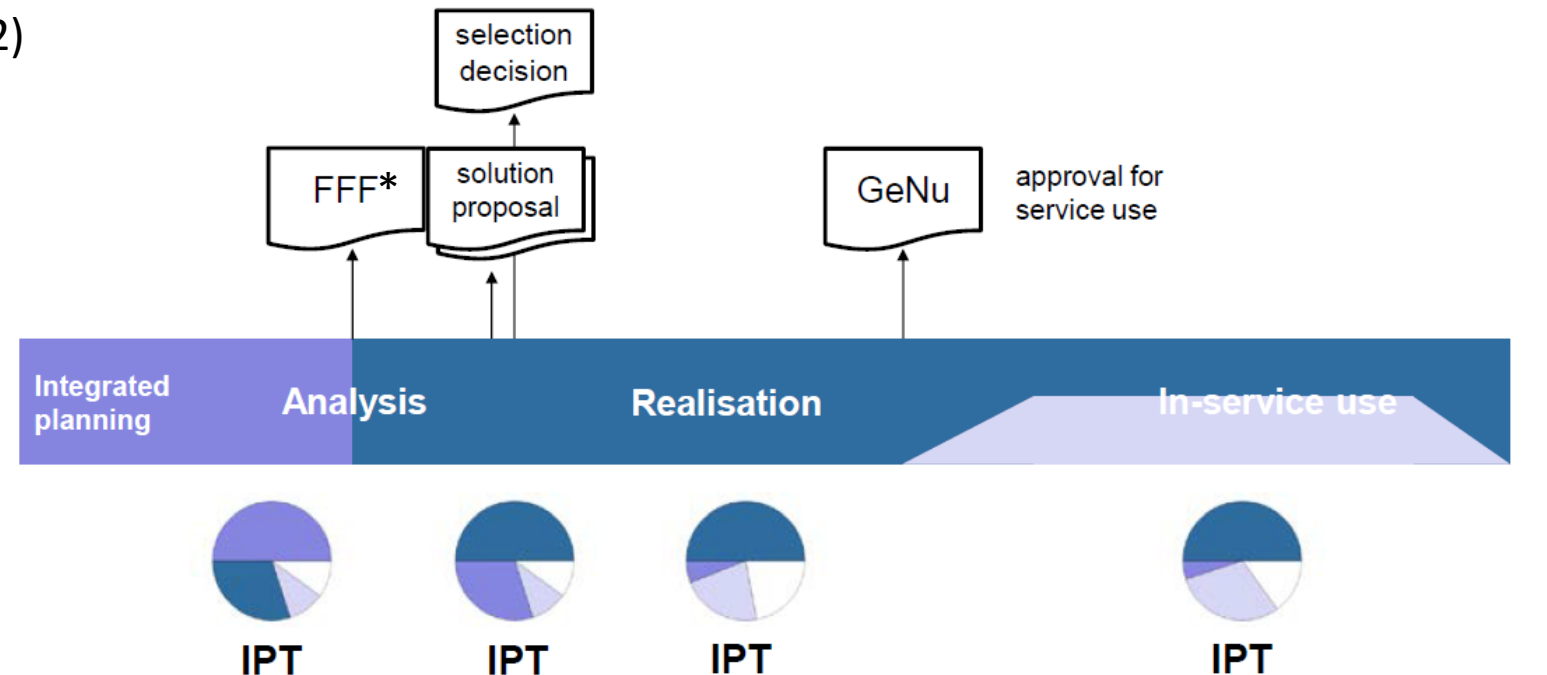 2)
selection
decision
FFF*
solution
proposal
GeNu
approval for
service use
Integrated
planning
Analysis
Realisation
In-service use
IPT
IPT
IPT
IPT